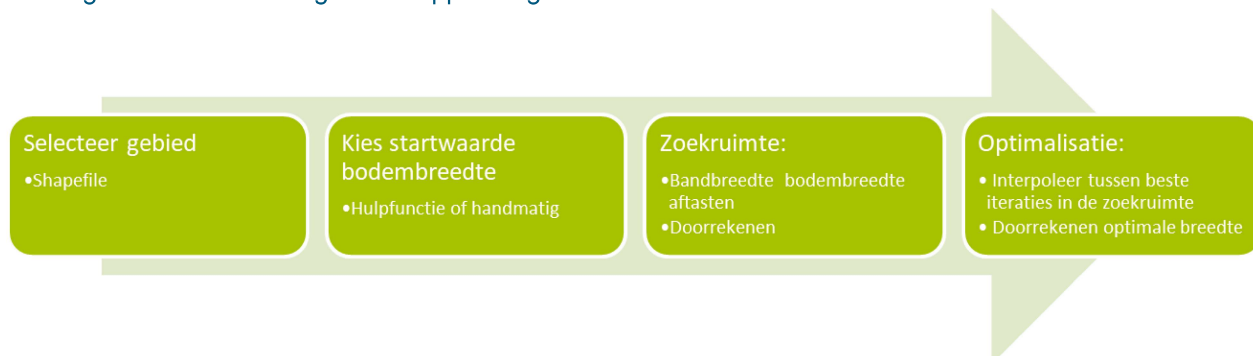 Selecteer gebied
•Shapefile
Kies startwaarde
bodembreedte
•Hulpfunctie of handmatig
Zoekruimte:
•Bandbreedte bodembreedte
aftasten
•Doorrekenen
Optimalisatie:
• Interpoleer tussen beste
iteraties in de zoekruimte
• Doorrekenen optimale breedte